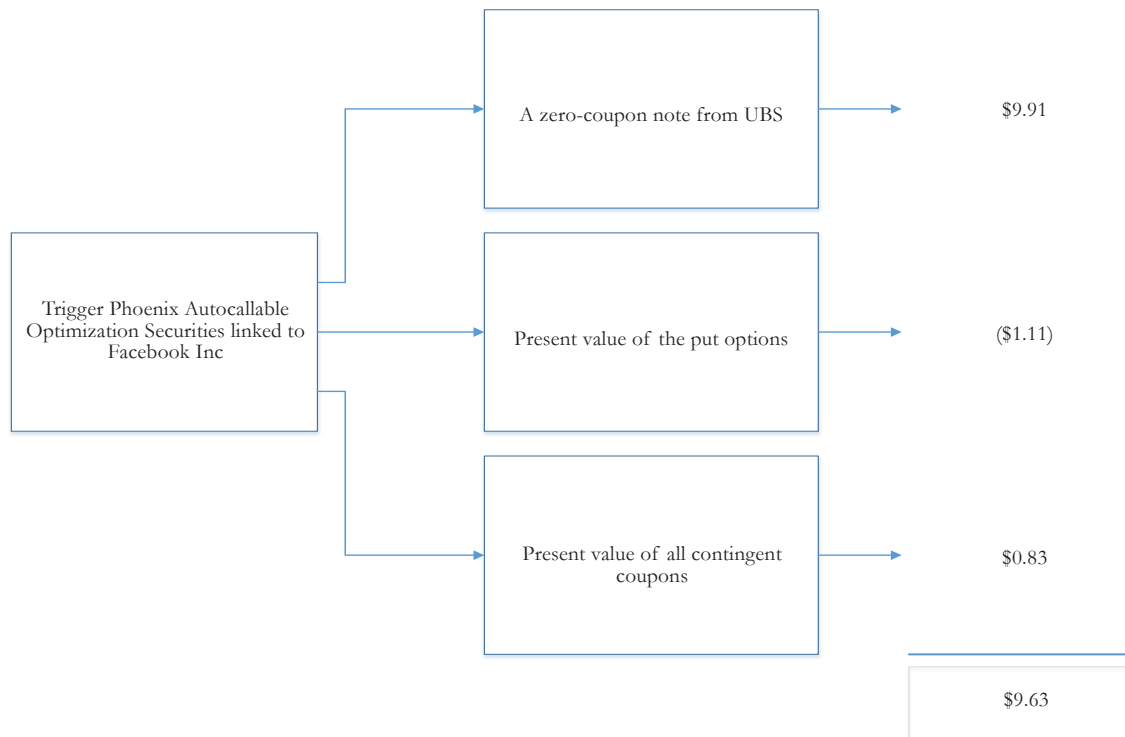 A zero-coupon note from UBS
$9.91
Trigger Phoenix Autocallable
Optimization Securities linked to
Facebook Inc
Present value of the put options
($1.11)
Present value of all contingent
coupons
$0.83
$9.63